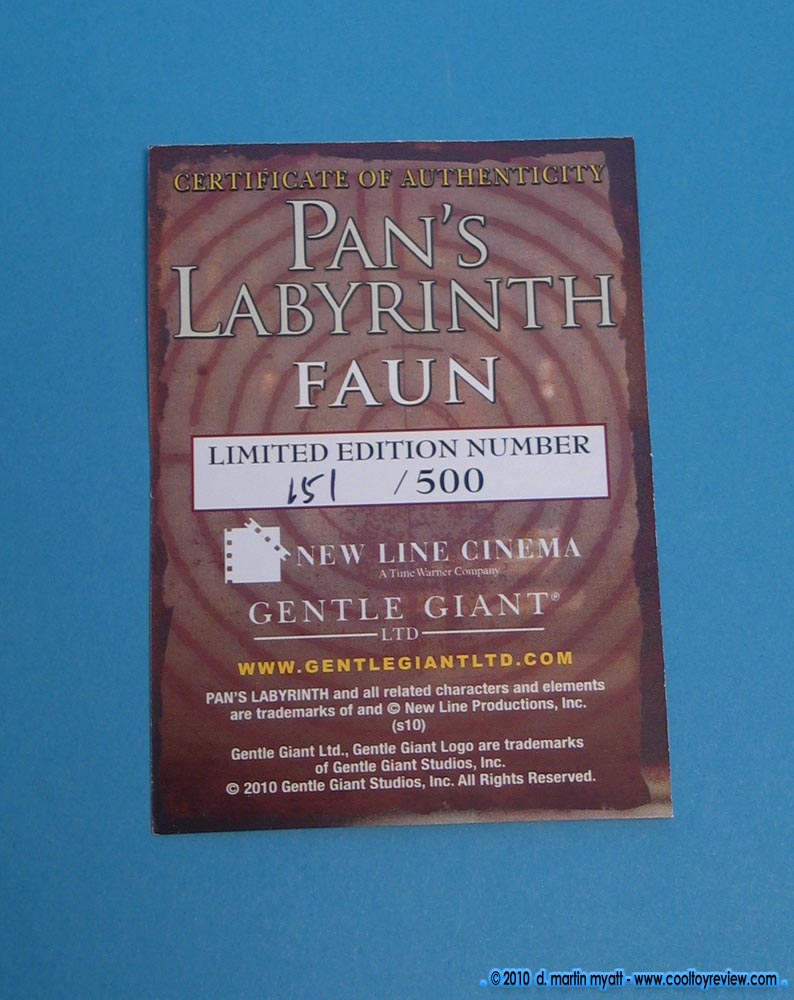 CERTIFICATE OF AUTHENTICITY
PAN'S
LABYRINTH
FAUN
LIMITED EDITION NUMBER
151 /500
NEW LINE CINEMA
A Time Warner Company
GENTLE GIANT®
LTD
WWW.GENTLEGIANTLTD.COM
PAN'S LABYRINTH and all related characters and elements
are trademarks of and © New Line Productions, Inc.
(s10)
Gentle Giant Ltd., Gentle Giant Logo are trademarks
of Gentle Giant Studios, Inc.
© 2010 Gentle Giant Studios, Inc. All Rights Reserved.
© 2010 d. martin myatt - www.cooltoyreview.com